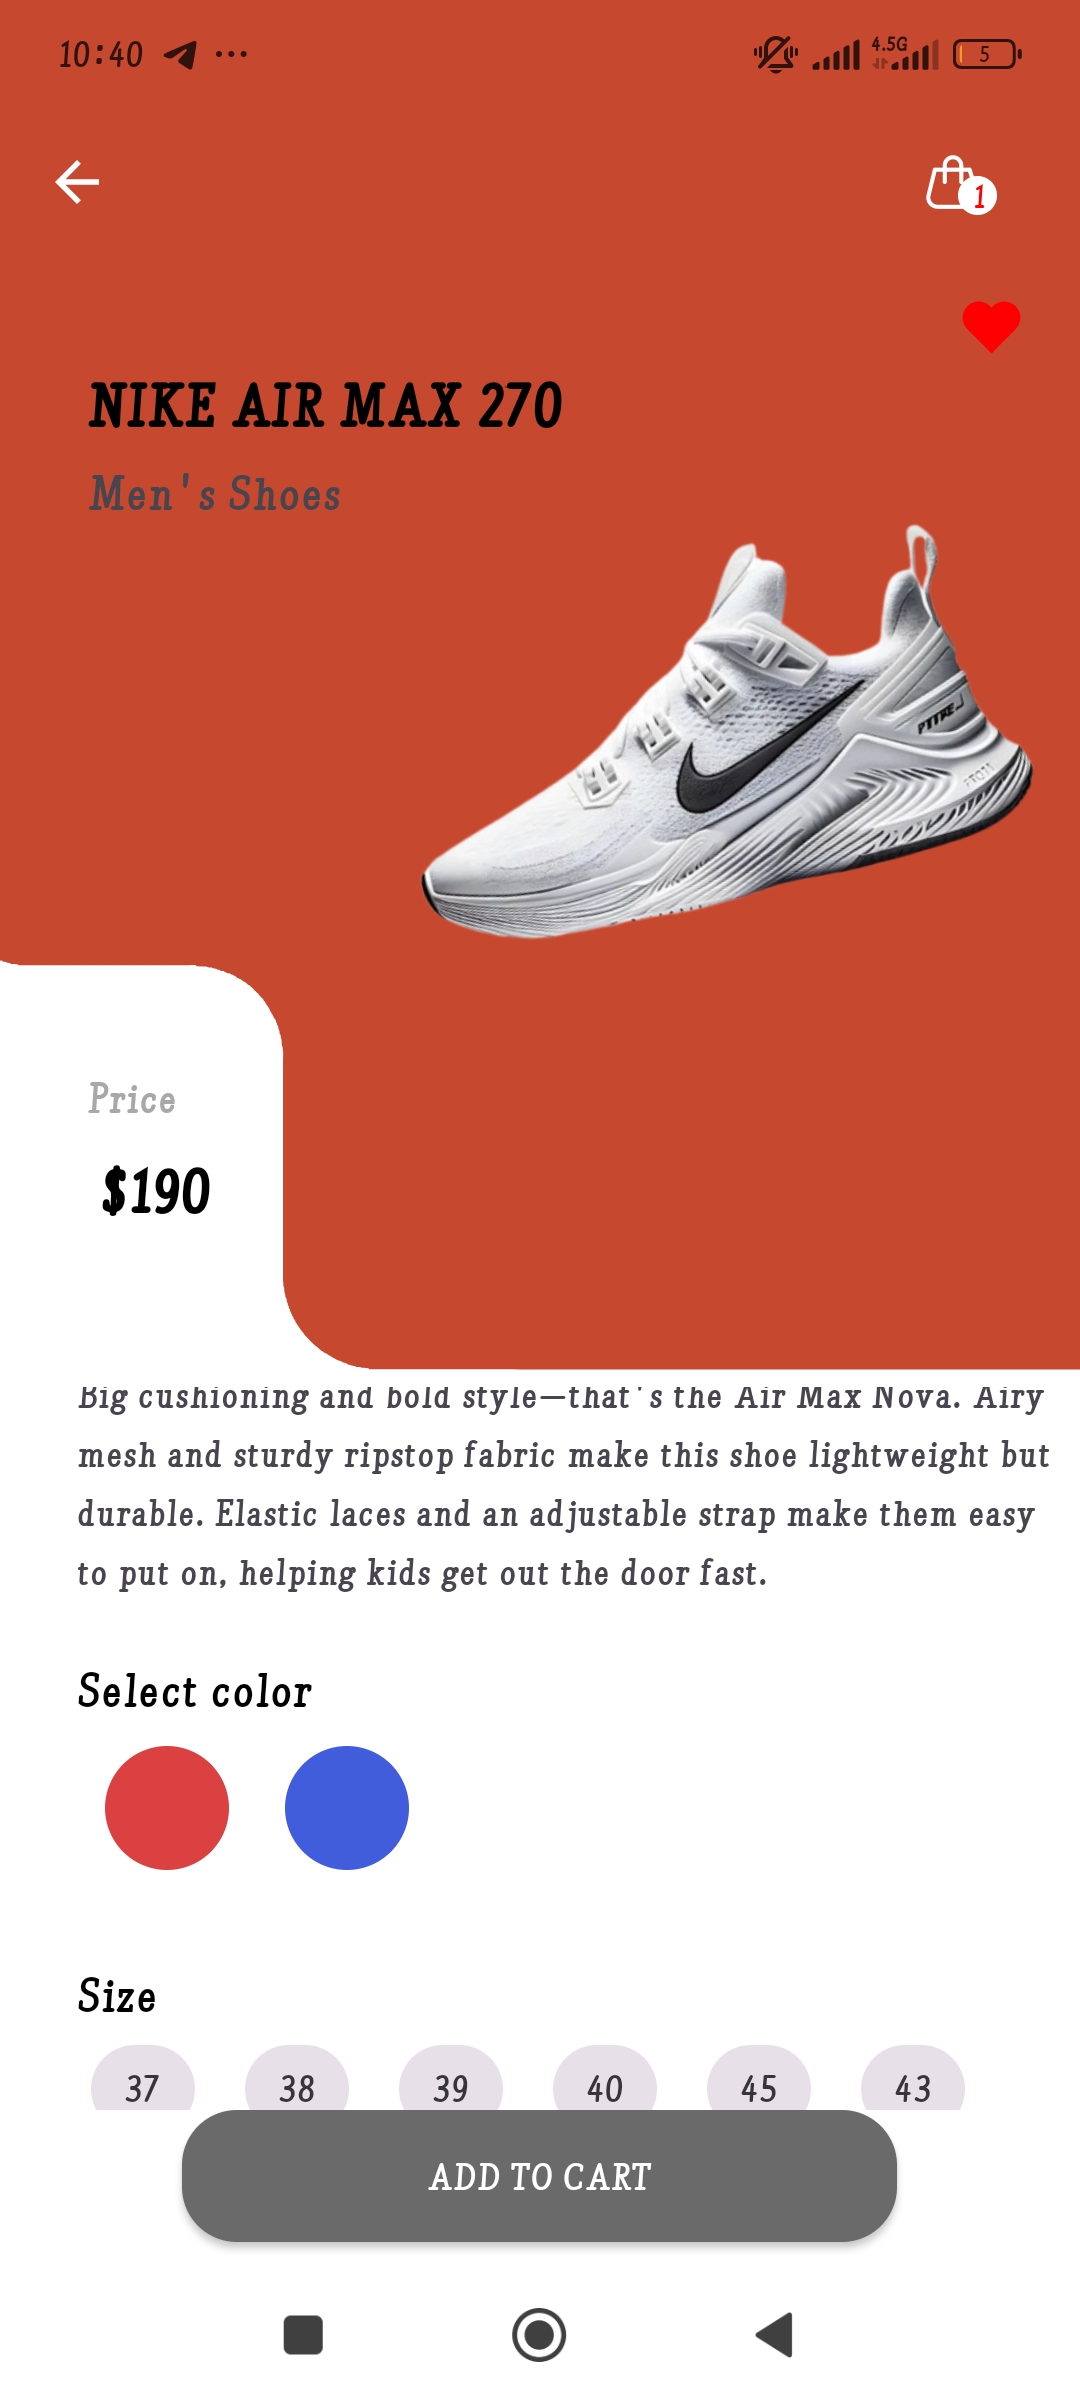 10:40 ... 4.5G 5
1
NIKE AIR MAX 270
Men's Shoes
Price
$190
Big cushioning and bold style—that's the Air Max Nova. Airy
mesh and sturdy ripstop fabric make this shoe lightweight but
durable. Elastic laces and an adjustable strap make them easy
to put on, helping kids get out the door fast.
Select color
Size
37 38 39 40 45 43
ADD TO CART